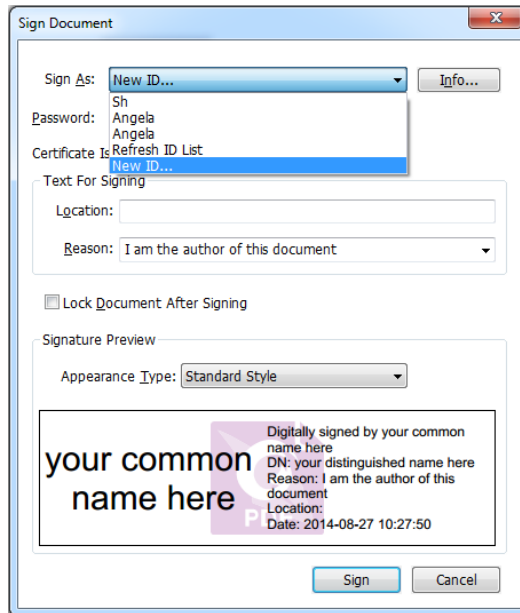 Sign Document
Sign As: New ID... Info...
Sh
Password: Angela
Angela
Certificate Is Refresh ID List
New ID...
Text For Signing
Location:
Reason: I am the author of this document
Lock Document After Signing
Signature Preview
Appearance Type: Standard Style
your common
name here
Digitally signed by your common
name here
DN: your distinguished name here
Reason: I am the author of this
document
Location:
Date: 2014-08-27 10:27:50
PDF
Sign Cancel